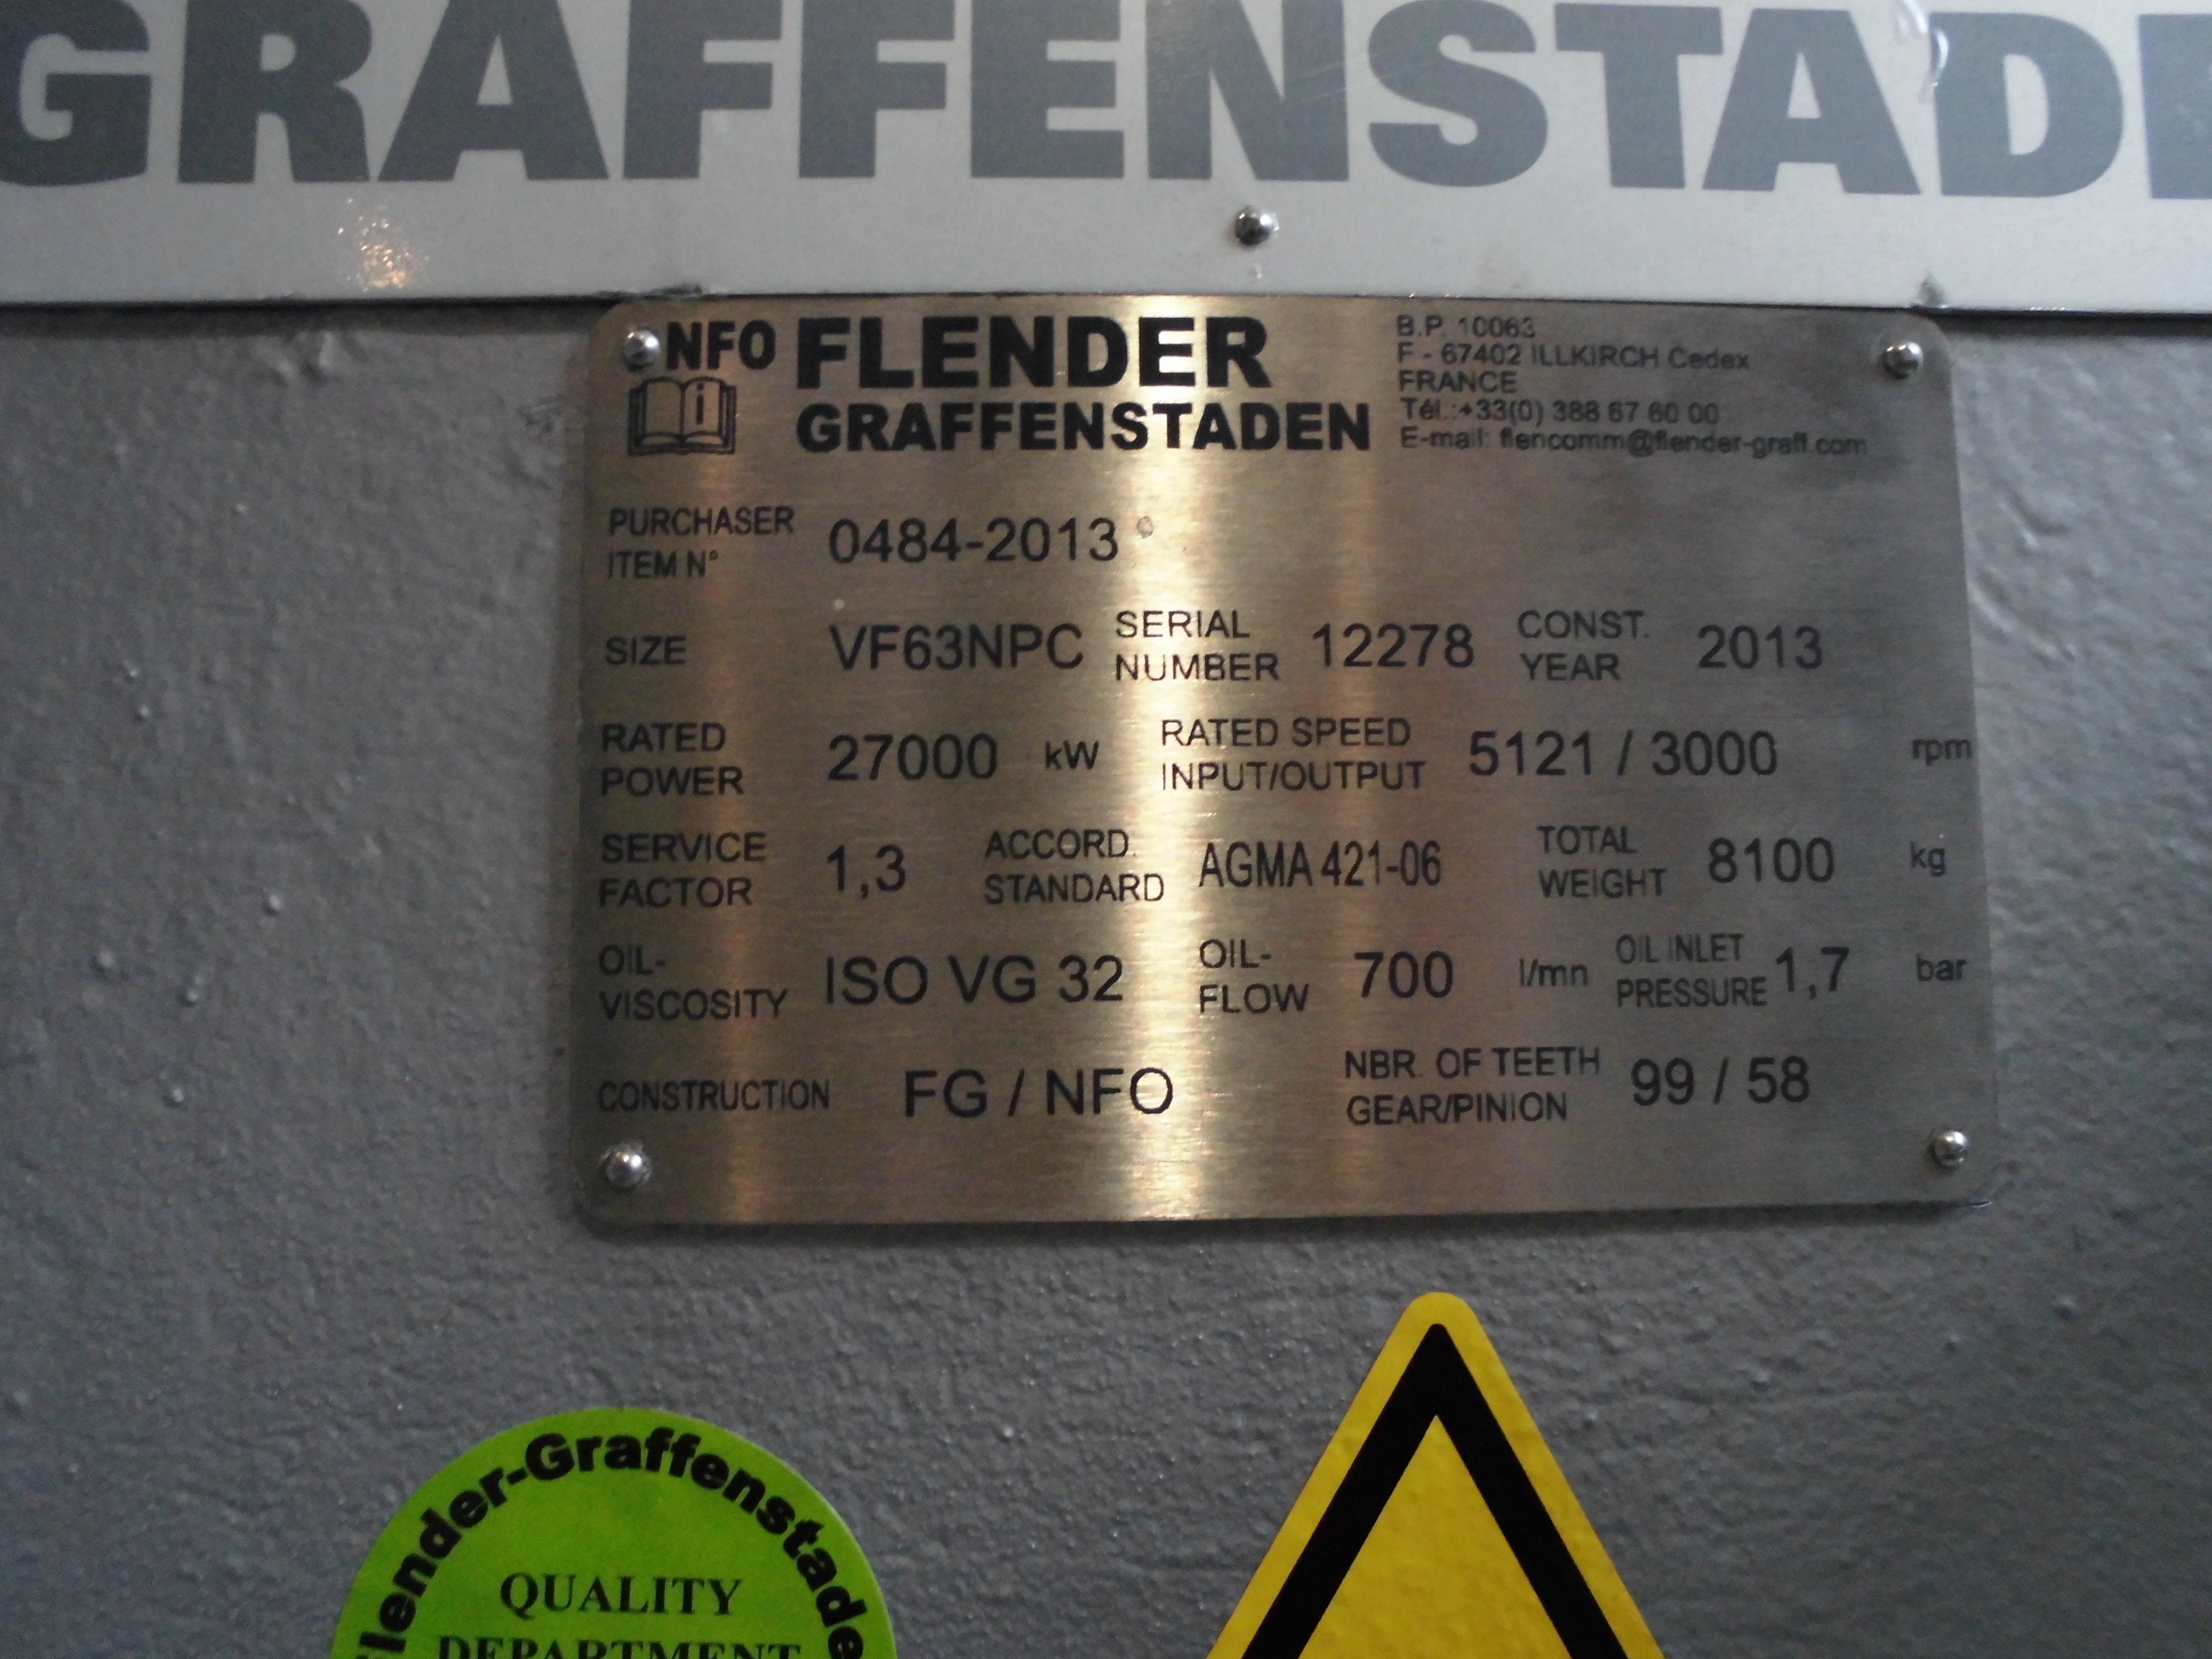 GRAFFENSTADE
NFO FLENDER
GRAFFENSTADEN
B.P. 10063
F - 67402 ILLKIRCH Cedex
FRANCE
Tél.:+33(0) 388 67 60 00
E-mail: flencomm@flender-graff.com
PURCHASER
ITEM N° 0484-2013
SIZE VF63NPC SERIAL NUMBER 12278 CONST. YEAR 2013
RATED POWER 27000 kW RATED SPEED INPUT/OUTPUT 5121 / 3000 rpm
SERVICE FACTOR 1,3 ACCORD. STANDARD AGMA 421-06 TOTAL WEIGHT 8100 kg
OIL-VISCOSITY ISO VG 32 OIL-FLOW 700 l/mn OIL INLET PRESSURE 1,7 bar
CONSTRUCTION FG / NFO NBR. OF TEETH GEAR/PINION 99 / 58
Flender-Graffenstade
QUALITY
DEPARTMENT